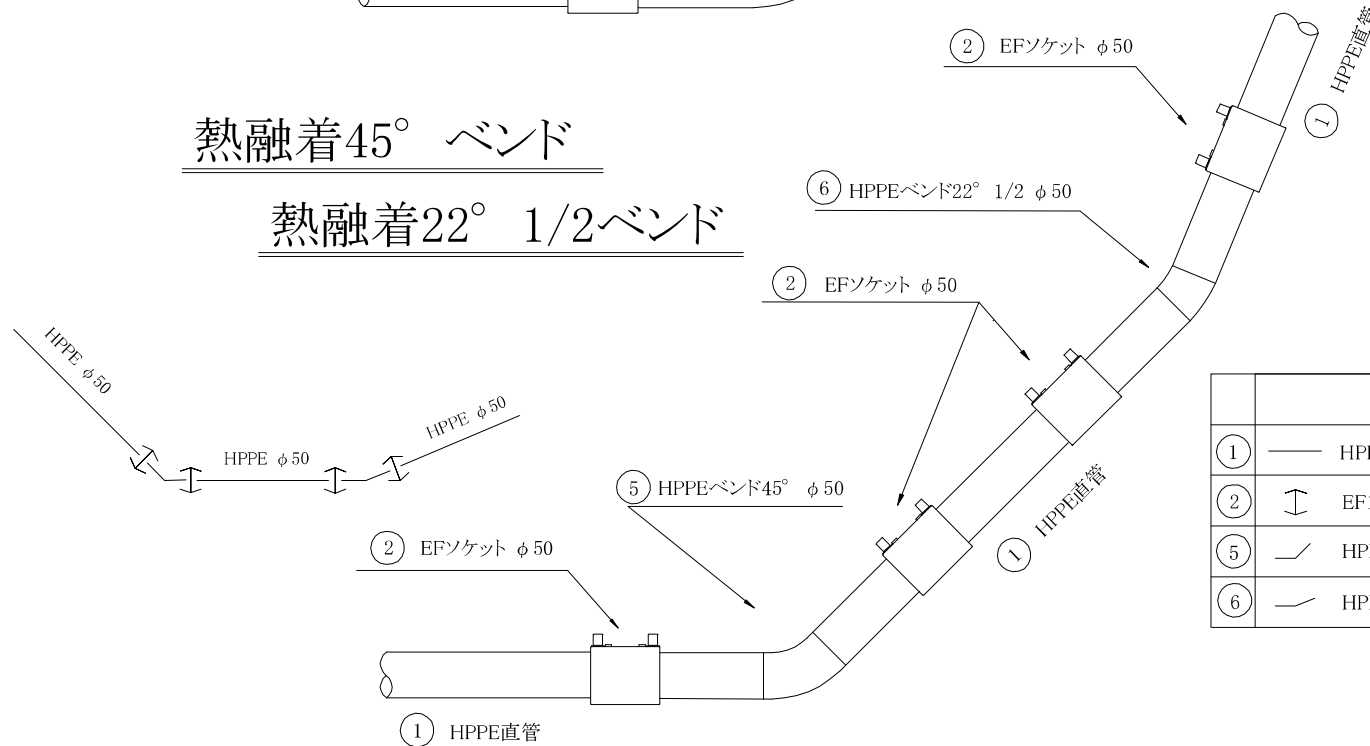 ② EFソケット φ50
① HPPE直管
熱融着45° ベンド
熱融着22° 1/2ベンド
⑥ HPPEベンド22° 1/2 φ50
② EFソケット φ50
HPPE φ50
HPPE φ50
HPPE φ50
⑤ HPPEベンド45° φ50
② EFソケット φ50
① HPPE直管
① HPPE直管
①
②
⑤
⑥